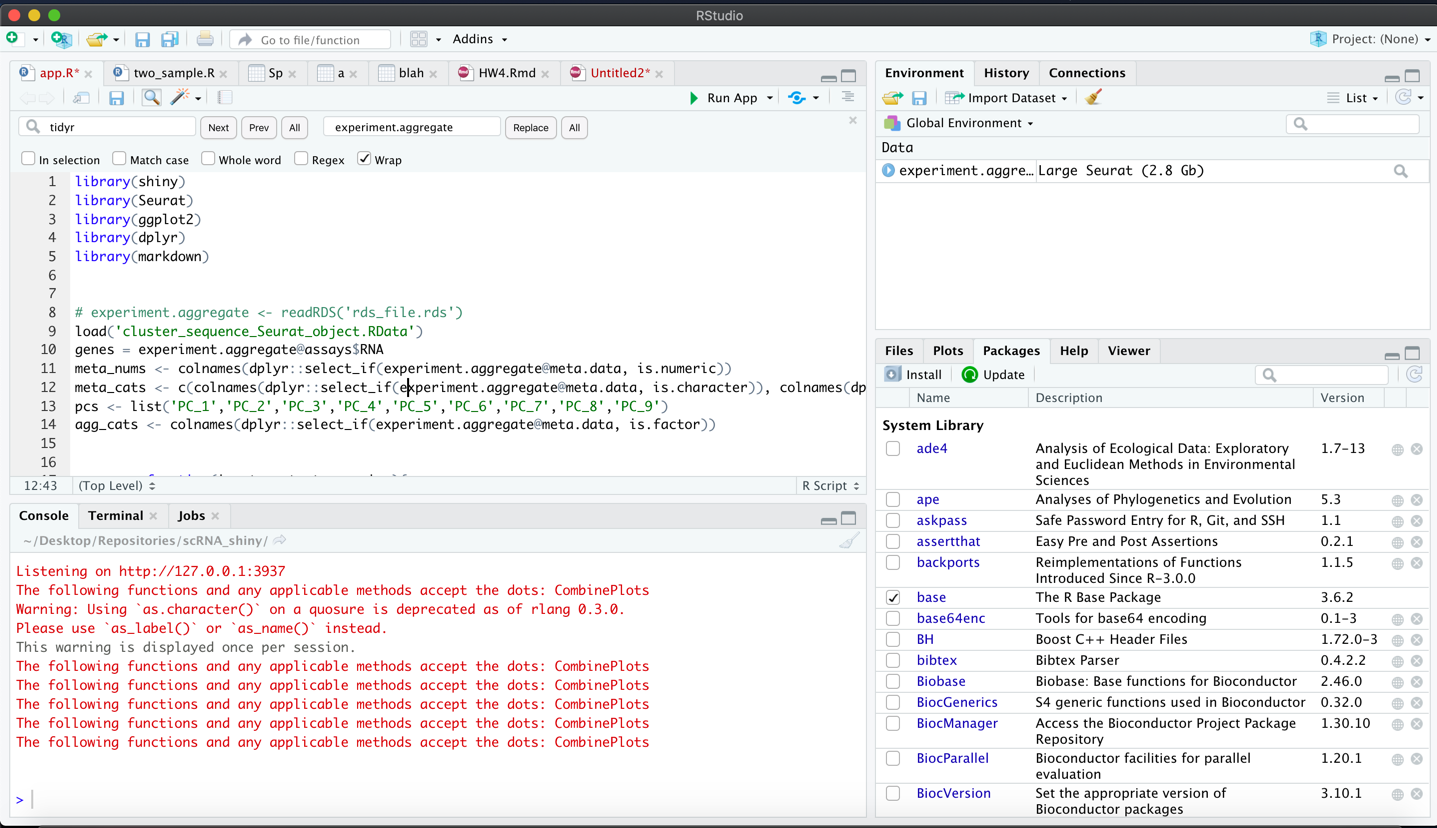 RStudio
Go to file/function
Addins
Project: (None)
app.R*
two_sample.R
Sp
a
blah
HW4.Rmd
Untitled2*
Run App
tidyr
Next
Prev
All
experiment.aggregate
Replace
All
In selection
Match case
Whole word
Regex
Wrap
1 library(shiny)
2 library(Seurat)
3 library(ggplot2)
4 library(dplyr)
5 library(markdown)
6
7
8 # experiment.aggregate <- readRDS('rds_file.rds')
9 load('cluster_sequence_Seurat_object.RData')
10 genes = experiment.aggregate@assays$RNA
11 meta_nums <- colnames(dplyr::select_if(experiment.aggregate@meta.data, is.numeric))
12 meta_cats <- c(colnames(dplyr::select_if(experiment.aggregate@meta.data, is.character)), colnames(dp
13 pcs <- list('PC_1','PC_2','PC_3','PC_4','PC_5','PC_6','PC_7','PC_8','PC_9')
14 agg_cats <- colnames(dplyr::select_if(experiment.aggregate@meta.data, is.factor))
15
16
12:43
(Top Level)
R Script
Console
Terminal
Jobs
~/Desktop/Repositories/scRNA_shiny/
Listening on http://127.0.0.1:3937
The following functions and any applicable methods accept the dots: CombinePlots
Warning: Using `as.character()` on a quosure is deprecated as of rlang 0.3.0.
Please use `as_label()` or `as_name()` instead.
This warning is displayed once per session.
The following functions and any applicable methods accept the dots: CombinePlots
The following functions and any applicable methods accept the dots: CombinePlots
The following functions and any applicable methods accept the dots: CombinePlots
The following functions and any applicable methods accept the dots: CombinePlots
The following functions and any applicable methods accept the dots: CombinePlots
>
Environment
History
Connections
Import Dataset
List
Global Environment
Data
experiment.aggre… Large Seurat (2.8 Gb)
Files
Plots
Packages
Help
Viewer
Install
Update
Name Description Version
System Library
ade4 Analysis of Ecological Data: Exploratory 1.7-13
and Euclidean Methods in Environmental
Sciences
ape Analyses of Phylogenetics and Evolution 5.3
askpass Safe Password Entry for R, Git, and SSH 1.1
assertthat Easy Pre and Post Assertions 0.2.1
backports Reimplementations of Functions 1.1.5
Introduced Since R-3.0.0
base The R Base Package 3.6.2
base64enc Tools for base64 encoding 0.1-3
BH Boost C++ Header Files 1.72.0-3
bibtex Bibtex Parser 0.4.2.2
Biobase Biobase: Base functions for Bioconductor 2.46.0
BiocGenerics S4 generic functions used in Bioconductor 0.32.0
BiocManager Access the Bioconductor Project Package 1.30.10
Repository
BiocParallel Bioconductor facilities for parallel 1.20.1
evaluation
BiocVersion Set the appropriate version of 3.10.1
Bioconductor packages